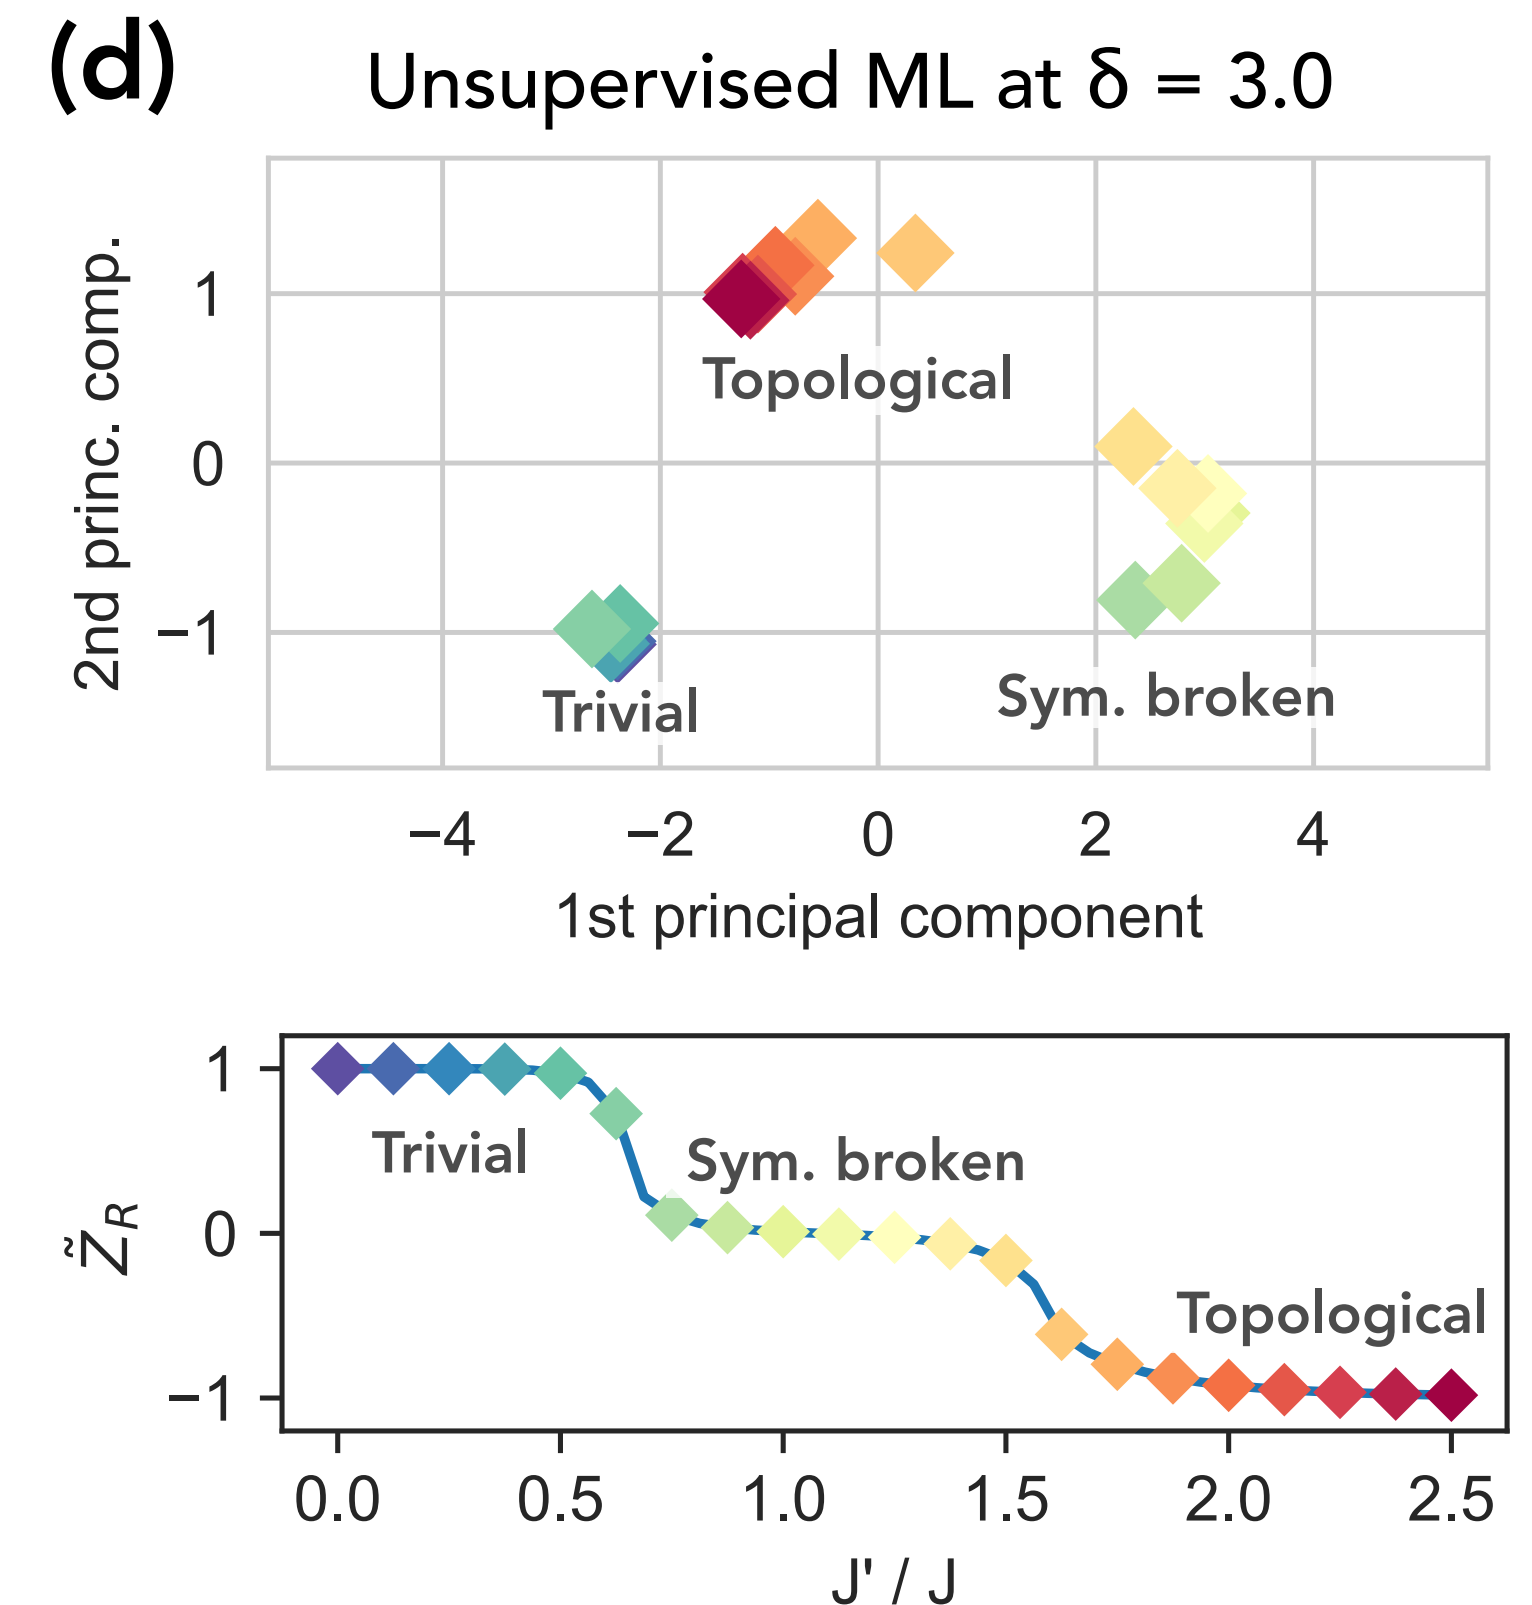 (d) Unsupervised ML at δ = 3.0
2nd princ. comp.
1
0
−1
Topological
Trivial
Sym. broken
−4 −2 0 2 4
1st principal component
Z̃_R
1
0
−1
Trivial
Sym. broken
Topological
0.0 0.5 1.0 1.5 2.0 2.5
J' / J